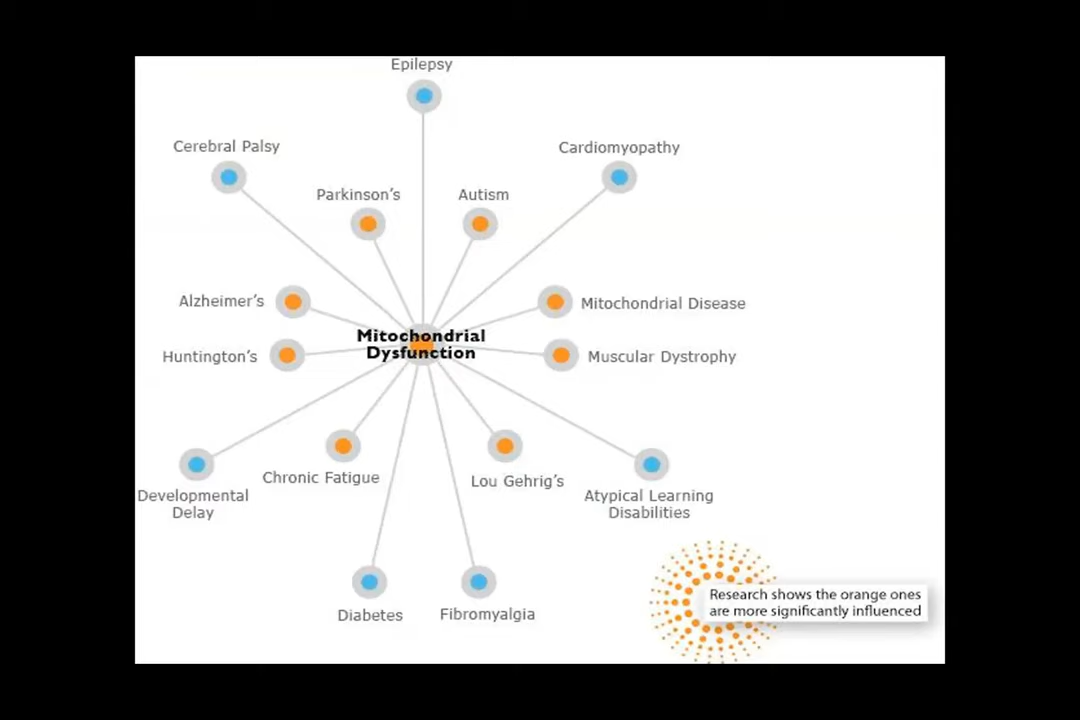 Epilepsy
Cerebral Palsy
Cardiomyopathy
Parkinson's
Autism
Alzheimer's
Mitochondrial Disease
Mitochondrial
Dysfunction
Huntington's
Muscular Dystrophy
Chronic Fatigue
Lou Gehrig's
Developmental
Delay
Atypical Learning
Disabilities
Diabetes
Fibromyalgia
Research shows the orange ones
are more significantly influenced